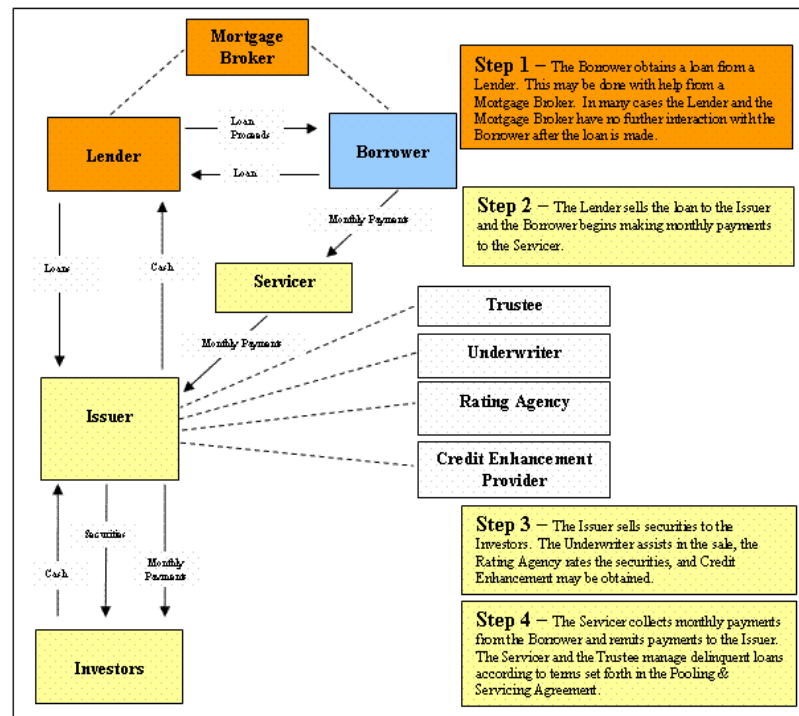 Mortgage
Broker
Step 1 – The Borrower obtains a loan from a
Lender. This may be done with help from a
Mortgage Broker. In many cases the Lender and the
Mortgage Broker have no further interaction with the
Borrower after the loan is made.
Loan
Proceeds
Lender
Borrower
Loan
Monthly Payments
Step 2 – The Lender sells the loan to the Issuer
and the Borrower begins making monthly payments
to the Servicer.
Loans
Cash
Servicer
Trustee
Monthly Payments
Underwriter
Issuer
Rating Agency
Credit Enhancement
Provider
Step 3 – The Issuer sells securities to the
Investors. The Underwriter assists in the sale, the
Rating Agency rates the securities, and Credit
Enhancement may be obtained.
Securities
Cash
Monthly
Payments
Step 4 – The Servicer collects monthly payments
from the Borrower and remits payments to the Issuer.
The Servicer and the Trustee manage delinquent loans
according to terms set forth in the Pooling &
Servicing Agreement.
Investors